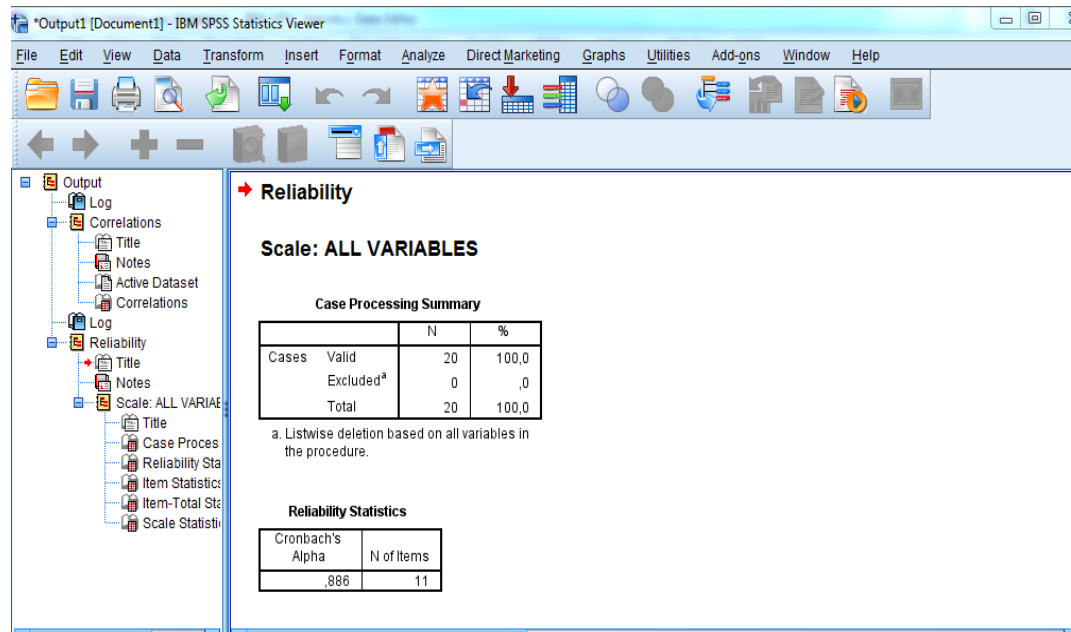 *Output1 [Document1] - IBM SPSS Statistics Viewer
File Edit View Data Transform Insert Format Analyze Direct Marketing Graphs Utilities Add-ons Window Help
Output
Log
Correlations
Title
Notes
Active Dataset
Correlations
Log
Reliability
Title
Notes
Scale: ALL VARIAE
Title
Case Proces
Reliability Sta
Item Statistics
Item-Total Sta
Scale Statisti
Reliability
Scale: ALL VARIABLES
Case Processing Summary
N %
Cases Valid 20 100,0
Excludedᵃ 0 ,0
Total 20 100,0
a. Listwise deletion based on all variables in
the procedure.
Reliability Statistics
Cronbach's
Alpha N of Items
,886 11